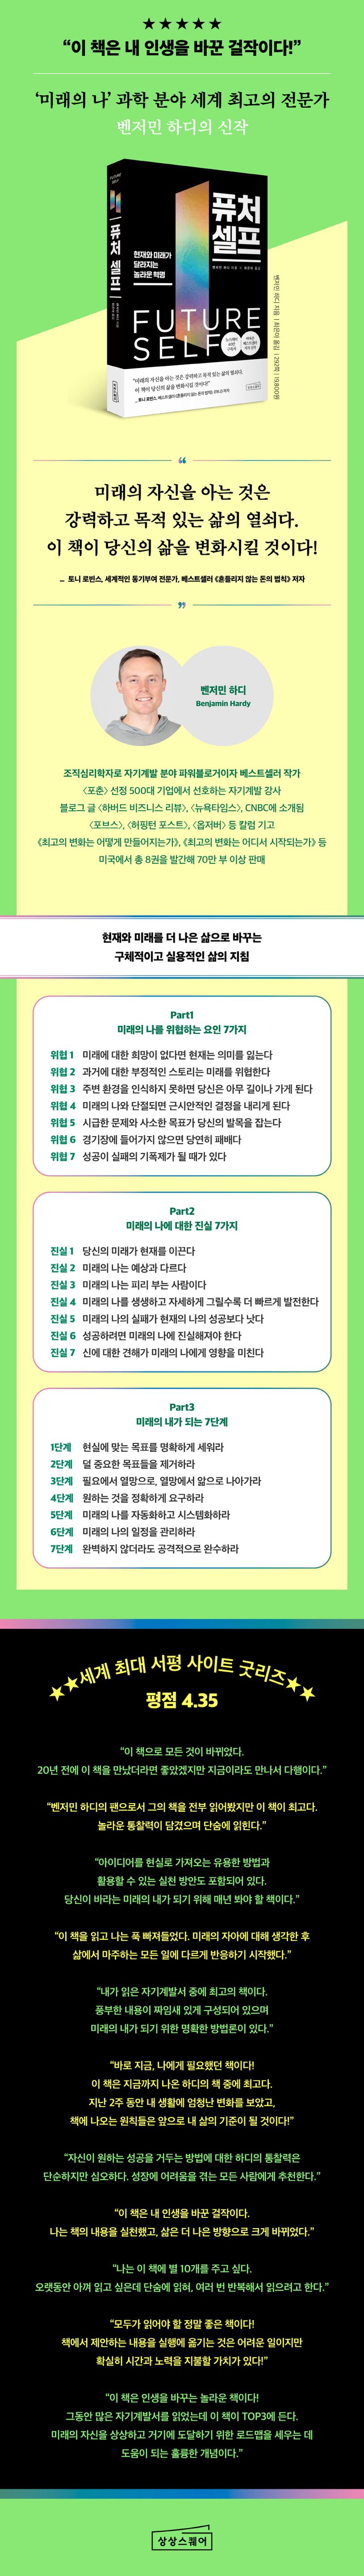 ★★★★★
“이 책은 내 인생을 바꾼 걸작이다!”
‘미래의 나’ 과학 분야 세계 최고의 전문가
벤저민 하디의 신작
FUTURE SELF
퓨처 셀프
현재와 미래가
달라지는
놀라운 혁명
퓨처
셀프
벤저민 하디 지음
최은아 옮김
FUTURE
SELF
“미래의 자신을 아는 것은 강력하고 목적 있는 삶의 열쇠다.
이 책이 당신의 삶을 변화시킬 것이다!”
벤저민 하디 지음 | 최은아 옮김 | 292쪽 | 19,800원
“
미래의 자신을 아는 것은
강력하고 목적 있는 삶의 열쇠다.
이 책이 당신의 삶을 변화시킬 것이다!
_ 토니 로빈스, 세계적인 동기부여 전문가, 베스트셀러 《흔들리지 않는 돈의 법칙》 저자
”
벤저민 하디
Benjamin Hardy
조직심리학자로 자기계발 분야 파워블로거이자 베스트셀러 작가
〈포춘〉 선정 500대 기업에서 선호하는 자기계발 강사
블로그 글 〈하버드 비즈니스 리뷰〉, 〈뉴욕타임스〉, CNBC에 소개됨
〈포브스〉, 〈허핑턴 포스트〉, 〈옵저버〉 등 칼럼 기고
《최고의 변화는 어떻게 만들어지는가》, 《최고의 변화는 어디서 시작되는가》 등
미국에서 총 8권을 발간해 70만 부 이상 판매
현재와 미래를 더 나은 삶으로 바꾸는
구체적이고 실용적인 삶의 지침
Part1
미래의 나를 위협하는 요인 7가지
위협 1 미래에 대한 희망이 없다면 현재는 의미를 잃는다
위협 2 과거에 대한 부정적인 스토리는 미래를 위협한다
위협 3 주변 환경을 인식하지 못하면 당신은 아무 길이나 가게 된다
위협 4 미래의 나와 단절되면 근시안적인 결정을 내리게 된다
위협 5 시급한 문제와 사소한 목표가 당신의 발목을 잡는다
위협 6 경기장에 들어가지 않으면 당연히 패배다
위협 7 성공이 실패의 기폭제가 될 때가 있다
Part2
미래의 나에 대한 진실 7가지
진실 1 당신의 미래가 현재를 이끈다
진실 2 미래의 나는 예상과 다르다
진실 3 미래의 나는 피리 부는 사람이다
진실 4 미래의 나를 생생하고 자세하게 그릴수록 더 빠르게 발전한다
진실 5 미래의 나의 실패가 현재의 나의 성공보다 낫다
진실 6 성공하려면 미래의 나에 진실해져야 한다
진실 7 신에 대한 견해가 미래의 나에게 영향을 미친다
Part3
미래의 내가 되는 7단계
1단계 현실에 맞는 목표를 명확하게 세워라
2단계 덜 중요한 목표들을 제거하라
3단계 필요에서 열망으로, 열망에서 앎으로 나아가라
4단계 원하는 것을 정확하게 요구하라
5단계 미래의 나를 자동화하고 시스템화하라
6단계 미래의 나의 일정을 관리하라
7단계 완벽하지 않더라도 공격적으로 완수하라
★★세계 최대 서평 사이트 굿리즈★★
평점 4.35
“이 책으로 모든 것이 바뀌었다.
20년 전에 이 책을 만났더라면 좋았겠지만 지금이라도 만나서 다행이다.”
“벤저민 하디의 팬으로서 그의 책을 전부 읽어봤지만 이 책이 최고다.
놀라운 통찰력이 담겼으며 단숨에 읽힌다.”
“아이디어를 현실로 가져오는 유용한 방법과
활용할 수 있는 실천 방안도 포함되어 있다.
당신이 바라는 미래의 내가 되기 위해 매년 봐야 할 책이다.”
“이 책을 읽고 나는 푹 빠져들었다. 미래의 자아에 대해 생각한 후
삶에서 마주하는 모든 일에 다르게 반응하기 시작했다.”
“내가 읽은 자기계발서 중에 최고의 책이다.
풍부한 내용이 짜임새 있게 구성되어 있으며
미래의 내가 되기 위한 명확한 방법론이 있다.”
“바로 지금, 나에게 필요했던 책이다!
이 책은 지금까지 나온 하디의 책 중에 최고다.
지난 2주 동안 내 생활에 엄청난 변화를 보았고,
책에 나오는 원칙들은 앞으로 내 삶의 기준이 될 것이다!”
“자신이 원하는 성공을 거두는 방법에 대한 하디의 통찰력은
단순하지만 심오하다. 성장에 어려움을 겪는 모든 사람에게 추천한다.”
“이 책은 내 인생을 바꾼 걸작이다.
나는 책의 내용을 실천했고, 삶은 더 나은 방향으로 크게 바뀌었다.”
“나는 이 책에 별 10개를 주고 싶다.
오랫동안 아껴 읽고 싶은데 단숨에 읽혀, 여러 번 반복해서 읽으려고 한다.”
“모두가 읽어야 할 정말 좋은 책이다!
책에서 제안하는 내용을 실행에 옮기는 것은 어려운 일이지만
확실히 시간과 노력을 지불할 가치가 있다!”
“이 책은 인생을 바꾸는 놀라운 책이다!
그동안 많은 자기계발서를 읽었는데 이 책이 TOP3에 든다.
미래의 자신을 상상하고 거기에 도달하기 위한 로드맵을 세우는 데
도움이 되는 훌륭한 개념이다.”
상상스퀘어